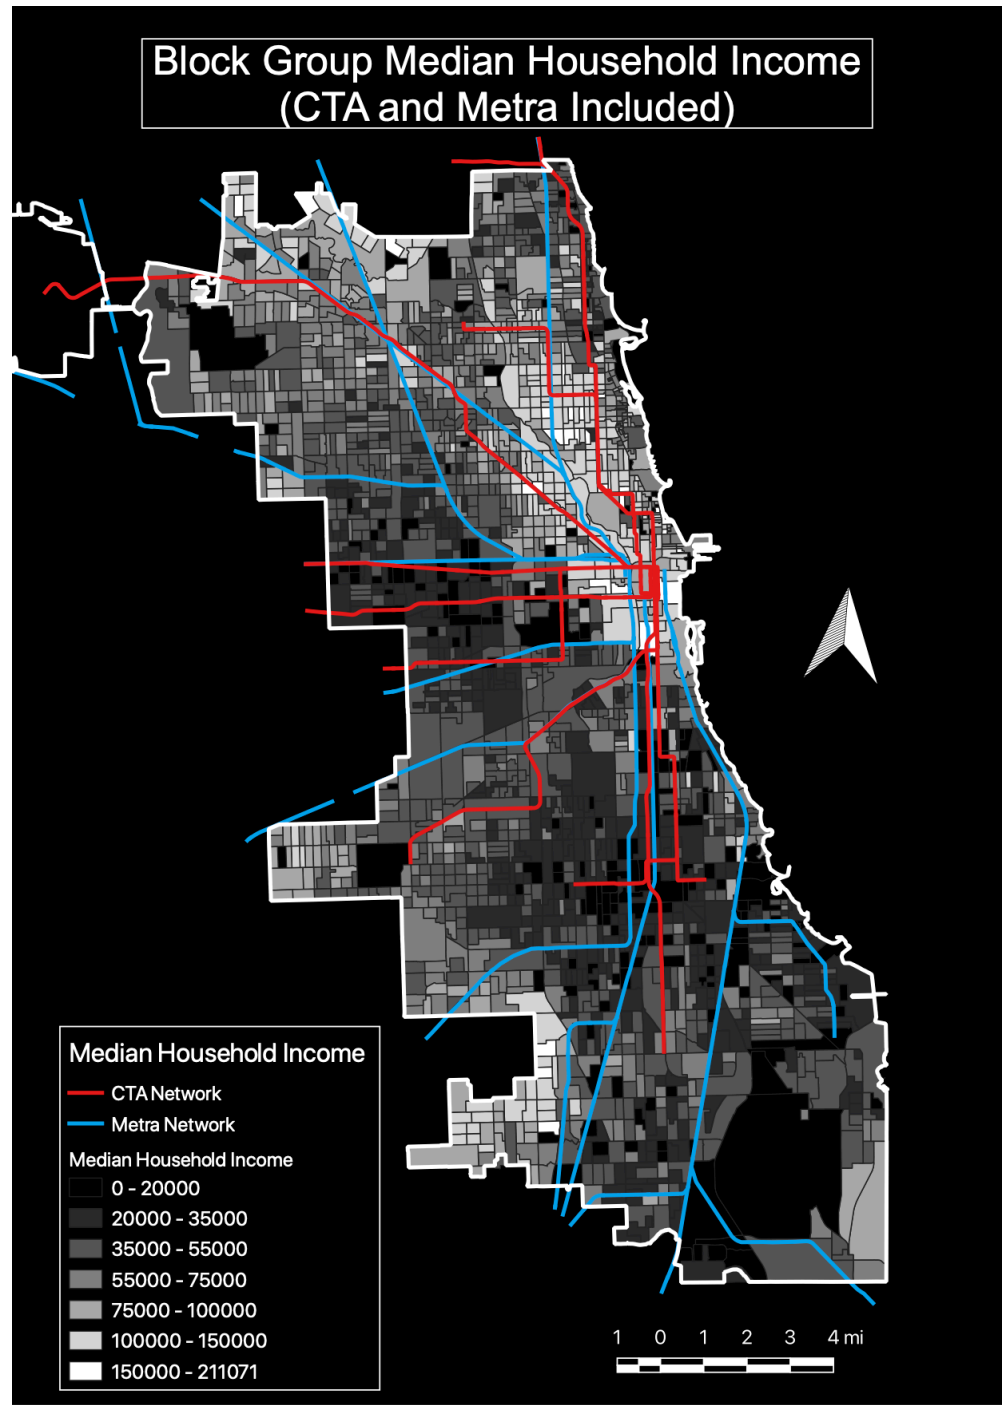 Block Group Median Household Income
(CTA and Metra Included)
Median Household Income
CTA Network
Metra Network
Median Household Income
0 - 20000
20000 - 35000
35000 - 55000
55000 - 75000
75000 - 100000
100000 - 150000
150000 - 211071
1 0 1 2 3 4 mi